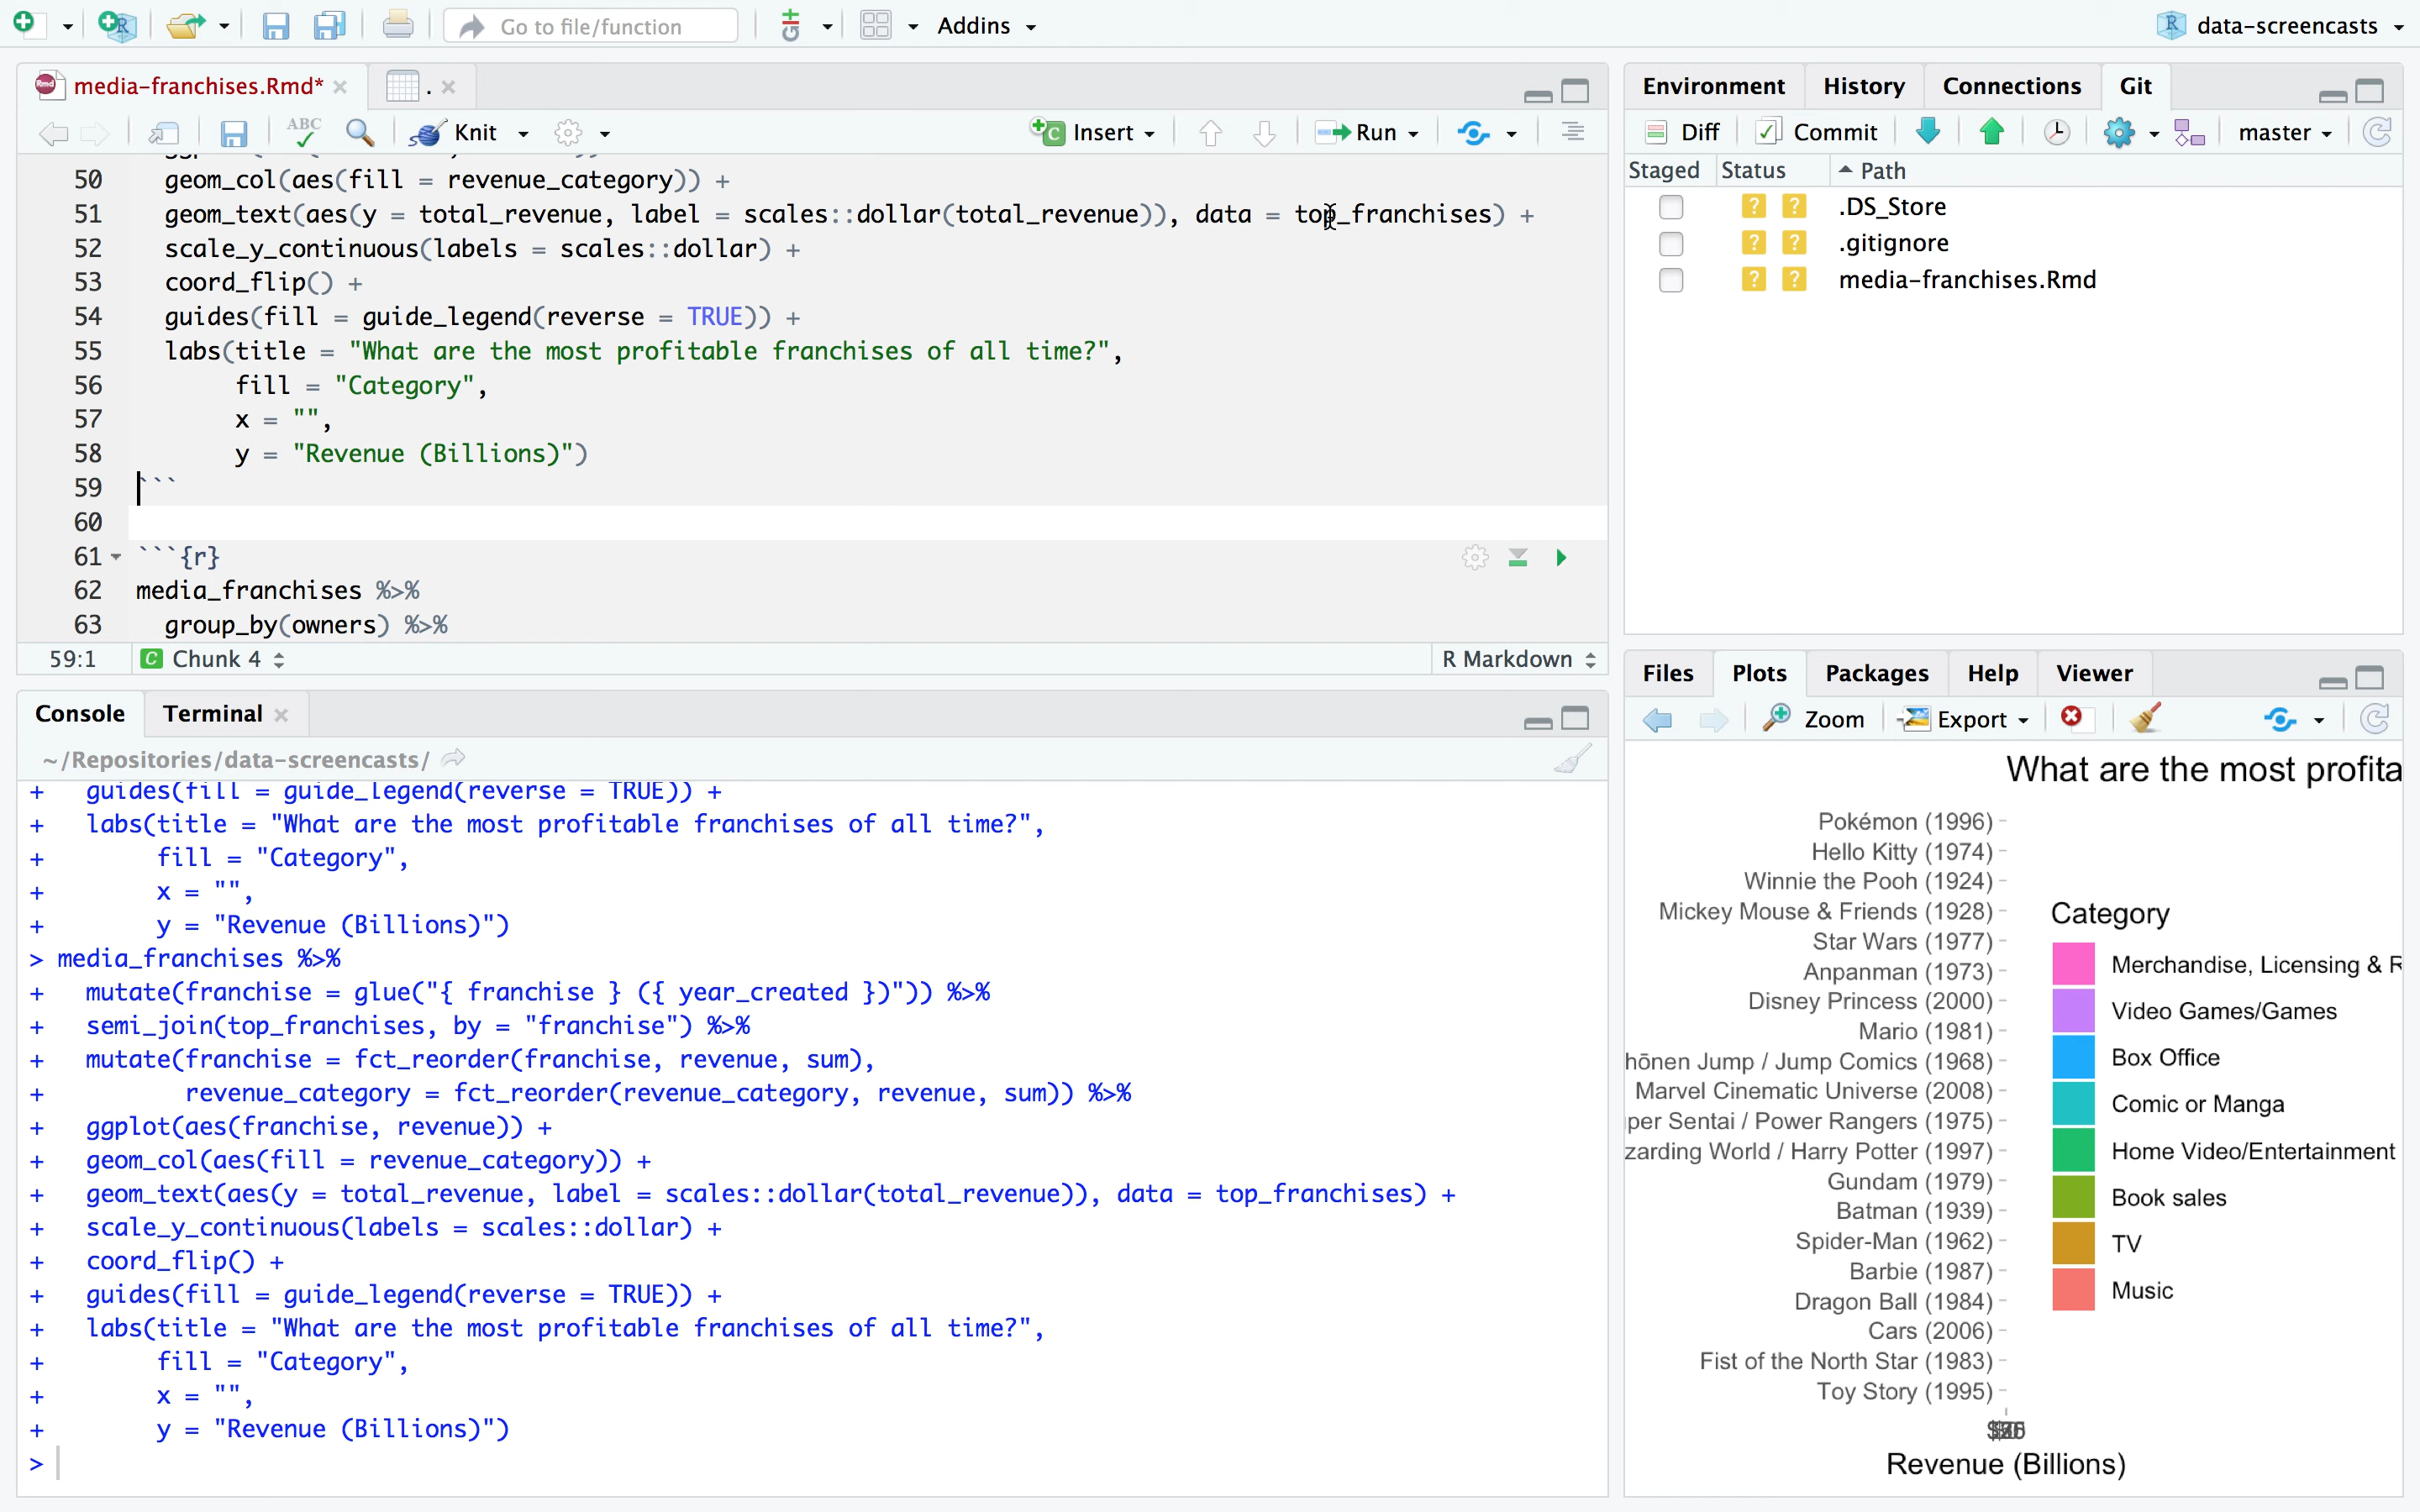 Go to file/function
Addins
data-screencasts
media-franchises.Rmd*
.
ABC
Knit
Insert
Run
50 geom_col(aes(fill = revenue_category)) +
51 geom_text(aes(y = total_revenue, label = scales::dollar(total_revenue)), data = top_franchises) +
52 scale_y_continuous(labels = scales::dollar) +
53 coord_flip() +
54 guides(fill = guide_legend(reverse = TRUE)) +
55 labs(title = "What are the most profitable franchises of all time?",
56 fill = "Category",
57 x = "",
58 y = "Revenue (Billions)")
59 ```
60
61 ```{r}
62 media_franchises %>%
63 group_by(owners) %>%
59:1 C Chunk 4 R Markdown
Console Terminal
~/Repositories/data-screencasts/
+ guides(fill = guide_legend(reverse = TRUE)) +
+ labs(title = "What are the most profitable franchises of all time?",
+ fill = "Category",
+ x = "",
+ y = "Revenue (Billions)")
> media_franchises %>%
+ mutate(franchise = glue("{ franchise } ({ year_created })")) %>%
+ semi_join(top_franchises, by = "franchise") %>%
+ mutate(franchise = fct_reorder(franchise, revenue, sum),
+ revenue_category = fct_reorder(revenue_category, revenue, sum)) %>%
+ ggplot(aes(franchise, revenue)) +
+ geom_col(aes(fill = revenue_category)) +
+ geom_text(aes(y = total_revenue, label = scales::dollar(total_revenue)), data = top_franchises) +
+ scale_y_continuous(labels = scales::dollar) +
+ coord_flip() +
+ guides(fill = guide_legend(reverse = TRUE)) +
+ labs(title = "What are the most profitable franchises of all time?",
+ fill = "Category",
+ x = "",
+ y = "Revenue (Billions)")
>
Environment History Connections Git
Diff Commit master
Staged Status Path
? ? .DS_Store
? ? .gitignore
? ? media-franchises.Rmd
Files Plots Packages Help Viewer
Zoom Export
What are the most profita
Pokémon (1996)
Hello Kitty (1974)
Winnie the Pooh (1924)
Mickey Mouse & Friends (1928)
Star Wars (1977)
Anpanman (1973)
Disney Princess (2000)
Mario (1981)
hōnen Jump / Jump Comics (1968)
Marvel Cinematic Universe (2008)
per Sentai / Power Rangers (1975)
zarding World / Harry Potter (1997)
Gundam (1979)
Batman (1939)
Spider-Man (1962)
Barbie (1987)
Dragon Ball (1984)
Cars (2006)
Fist of the North Star (1983)
Toy Story (1995)
Revenue (Billions)
Category
Merchandise, Licensing & R
Video Games/Games
Box Office
Comic or Manga
Home Video/Entertainment
Book sales
TV
Music